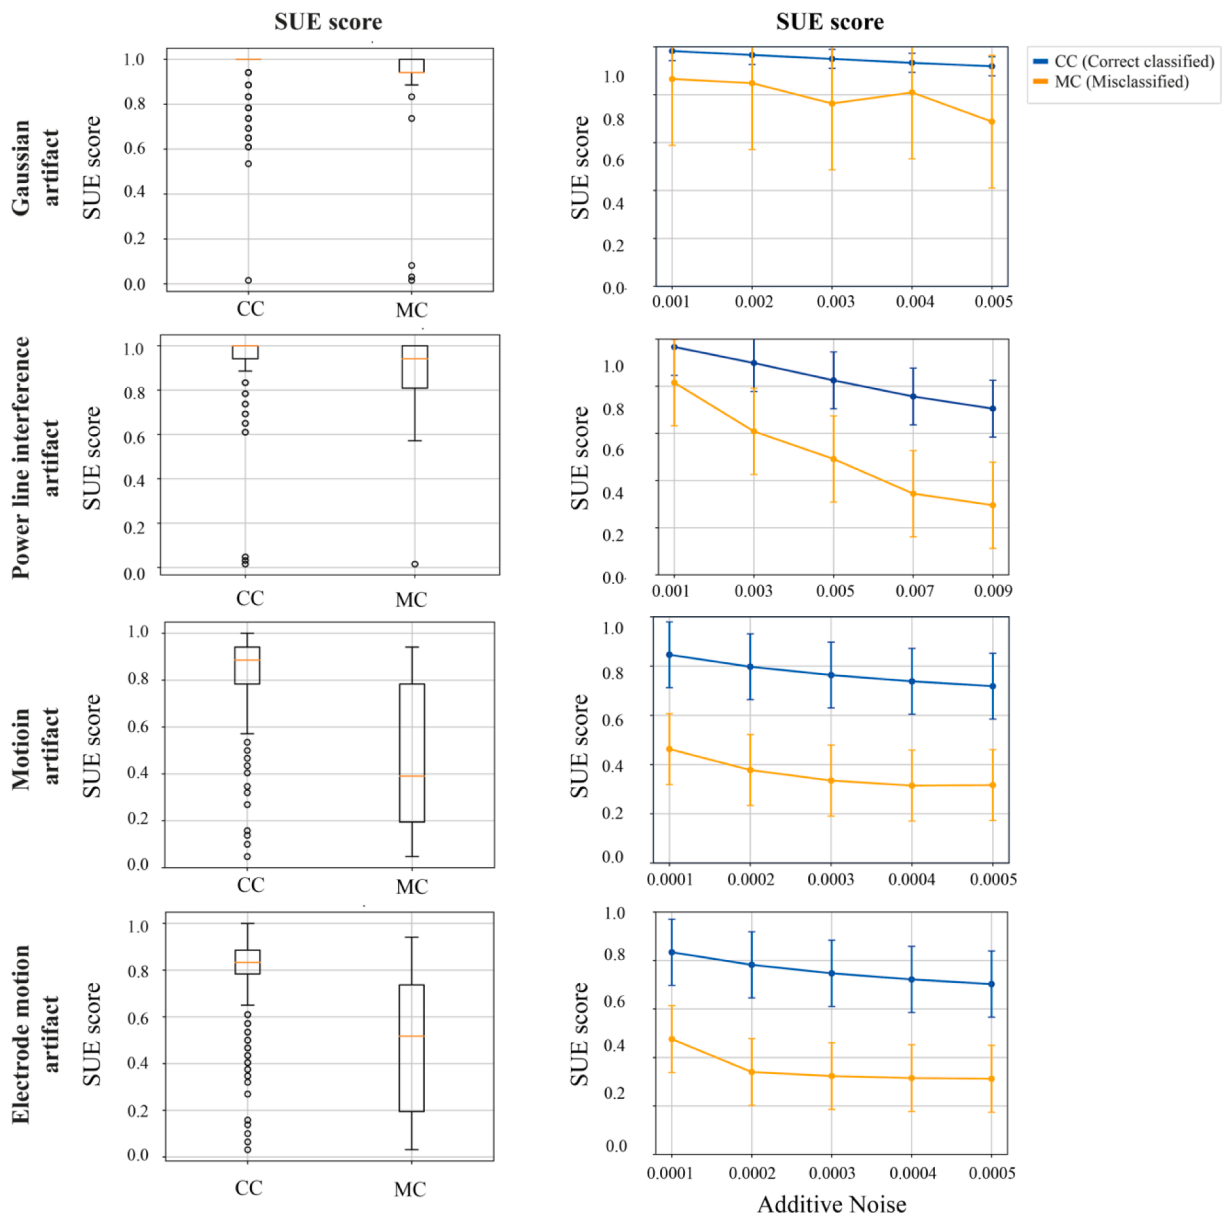 SUE score
SUE score
CC (Correct classified)
MC (Misclassified)
Gaussian
artifact
SUE score
1.0
0.8
0.6
0.4
0.2
0.0
CC
MC
SUE score
1.0
0.8
0.6
0.4
0.2
0.0
0.001
0.002
0.003
0.004
0.005
Power line interference
artifact
SUE score
1.0
0.8
0.6
0.4
0.2
0.0
CC
MC
SUE score
1.0
0.8
0.6
0.4
0.2
0.0
0.001
0.003
0.005
0.007
0.009
Motioin
artifact
SUE score
1.0
0.8
0.6
0.4
0.2
0.0
CC
MC
SUE score
1.0
0.8
0.6
0.4
0.2
0.0
0.0001
0.0002
0.0003
0.0004
0.0005
Electrode motion
artifact
SUE score
1.0
0.8
0.6
0.4
0.2
0.0
CC
MC
SUE score
1.0
0.8
0.6
0.4
0.2
0.0
0.0001
0.0002
0.0003
0.0004
0.0005
Additive Noise